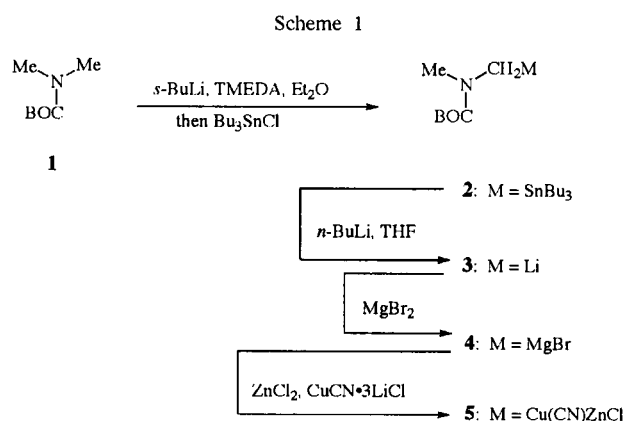 Scheme 1
Me N Me
BOC
1
s-BuLi, TMEDA, Et₂O
then Bu₃SnCl
Me N CH₂M
BOC
2: M = SnBu₃
n-BuLi, THF
3: M = Li
MgBr₂
4: M = MgBr
ZnCl₂, CuCN•3LiCl
5: M = Cu(CN)ZnCl